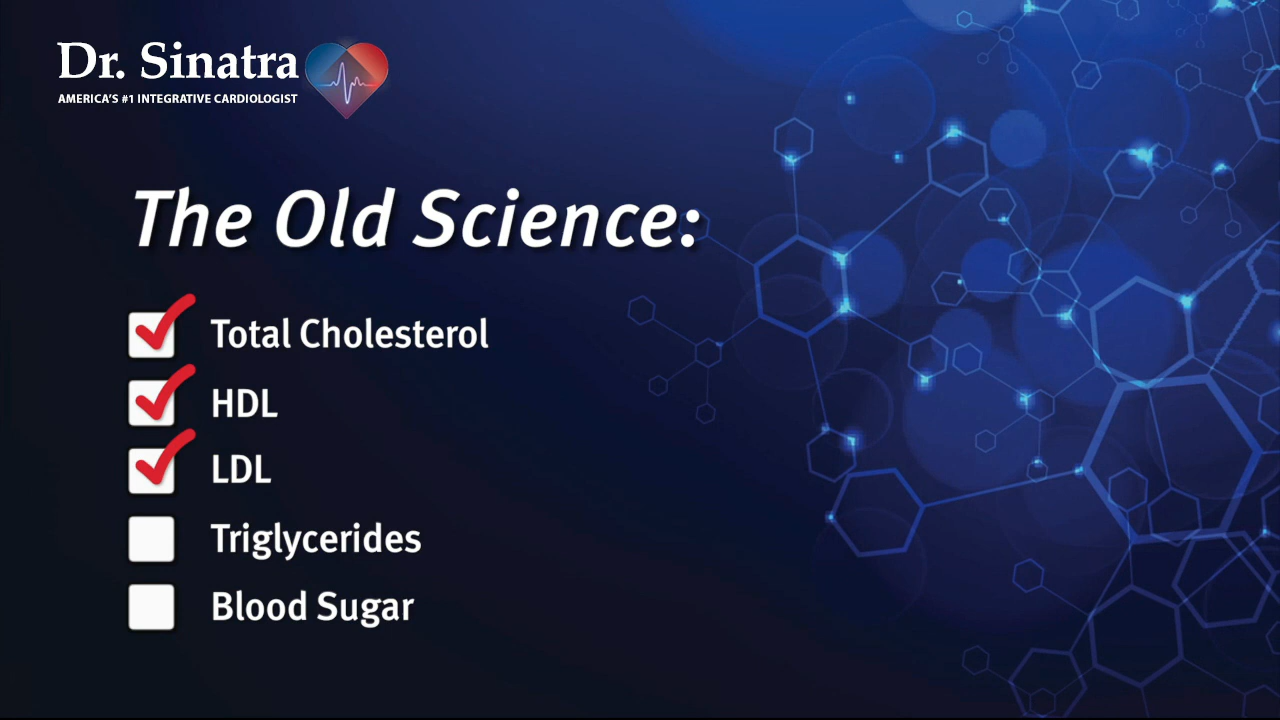 Dr. Sinatra
AMERICA'S #1 INTEGRATIVE CARDIOLOGIST
The Old Science:
Total Cholesterol
HDL
LDL
Triglycerides
Blood Sugar